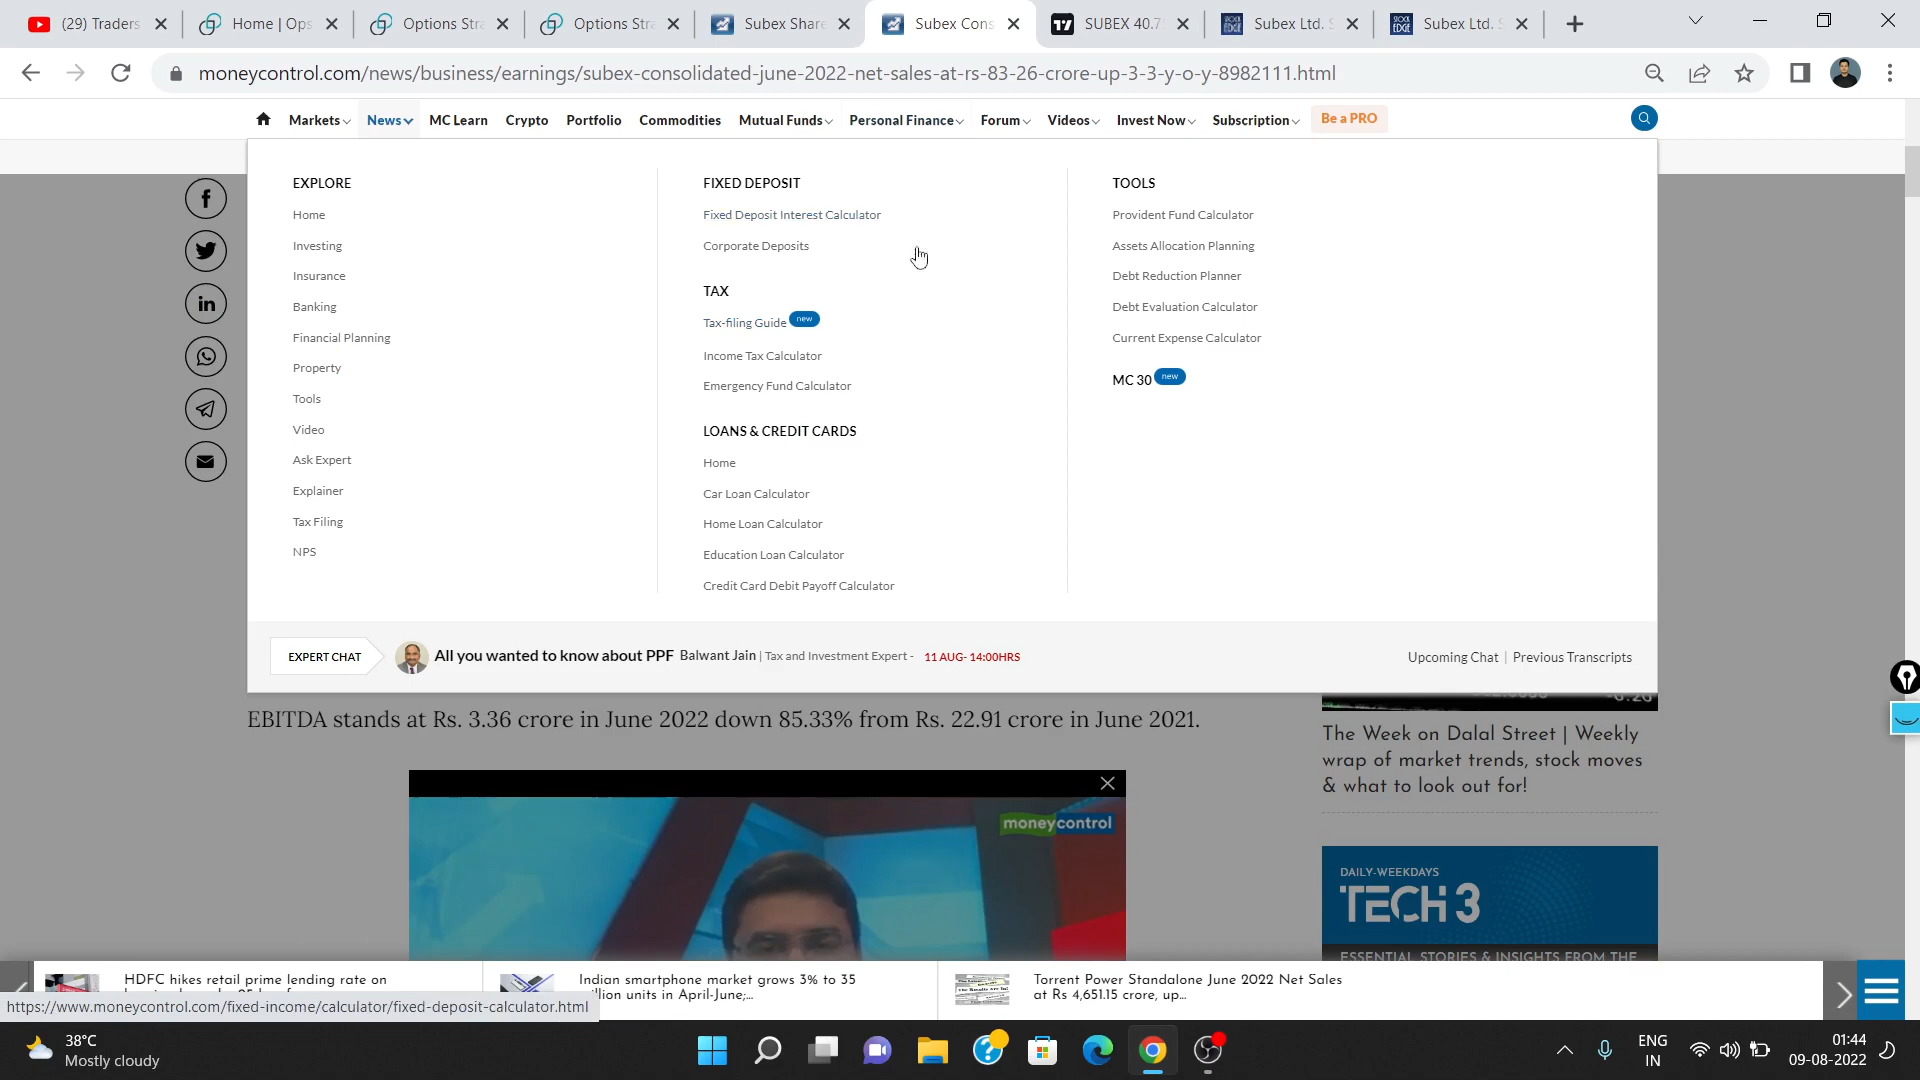 (29) Traders
Home | Ops
Options Stra
Options Stra
Subex Share
Subex Cons
SUBEX 40.7
Subex Ltd. S
Subex Ltd. S
moneycontrol.com/news/business/earnings/subex-consolidated-june-2022-net-sales-at-rs-83-26-crore-up-3-3-y-o-y-8982111.html
Markets News MC Learn Crypto Portfolio Commodities Mutual Funds Personal Finance Forum Videos Invest Now Subscription Be a PRO
EXPLORE
Home
Investing
Insurance
Banking
Financial Planning
Property
Tools
Video
Ask Expert
Explainer
Tax Filing
NPS
FIXED DEPOSIT
Fixed Deposit Interest Calculator
Corporate Deposits
TAX
Tax-filing Guide new
Income Tax Calculator
Emergency Fund Calculator
LOANS & CREDIT CARDS
Home
Car Loan Calculator
Home Loan Calculator
Education Loan Calculator
Credit Card Debit Payoff Calculator
TOOLS
Provident Fund Calculator
Assets Allocation Planning
Debt Reduction Planner
Debt Evaluation Calculator
Current Expense Calculator
MC 30 new
EXPERT CHAT All you wanted to know about PPF Balwant Jain | Tax and Investment Expert - 11 AUG- 14:00HRS Upcoming Chat | Previous Transcripts
EBITDA stands at Rs. 3.36 crore in June 2022 down 85.33% from Rs. 22.91 crore in June 2021.
The Week on Dalal Street | Weekly
wrap of market trends, stock moves
& what to look out for!
moneycontrol
DAILY-WEEKDAYS
TECH 3
ESSENTIAL STORIES & INSIGHTS FROM THE
HDFC hikes retail prime lending rate on
Indian smartphone market grows 3% to 35
units in April-June;...
Torrent Power Standalone June 2022 Net Sales
at Rs 4,651.15 crore, up...
https://www.moneycontrol.com/fixed-income/calculator/fixed-deposit-calculator.html
38°C
Mostly cloudy
ENG
IN
01:44
09-08-2022